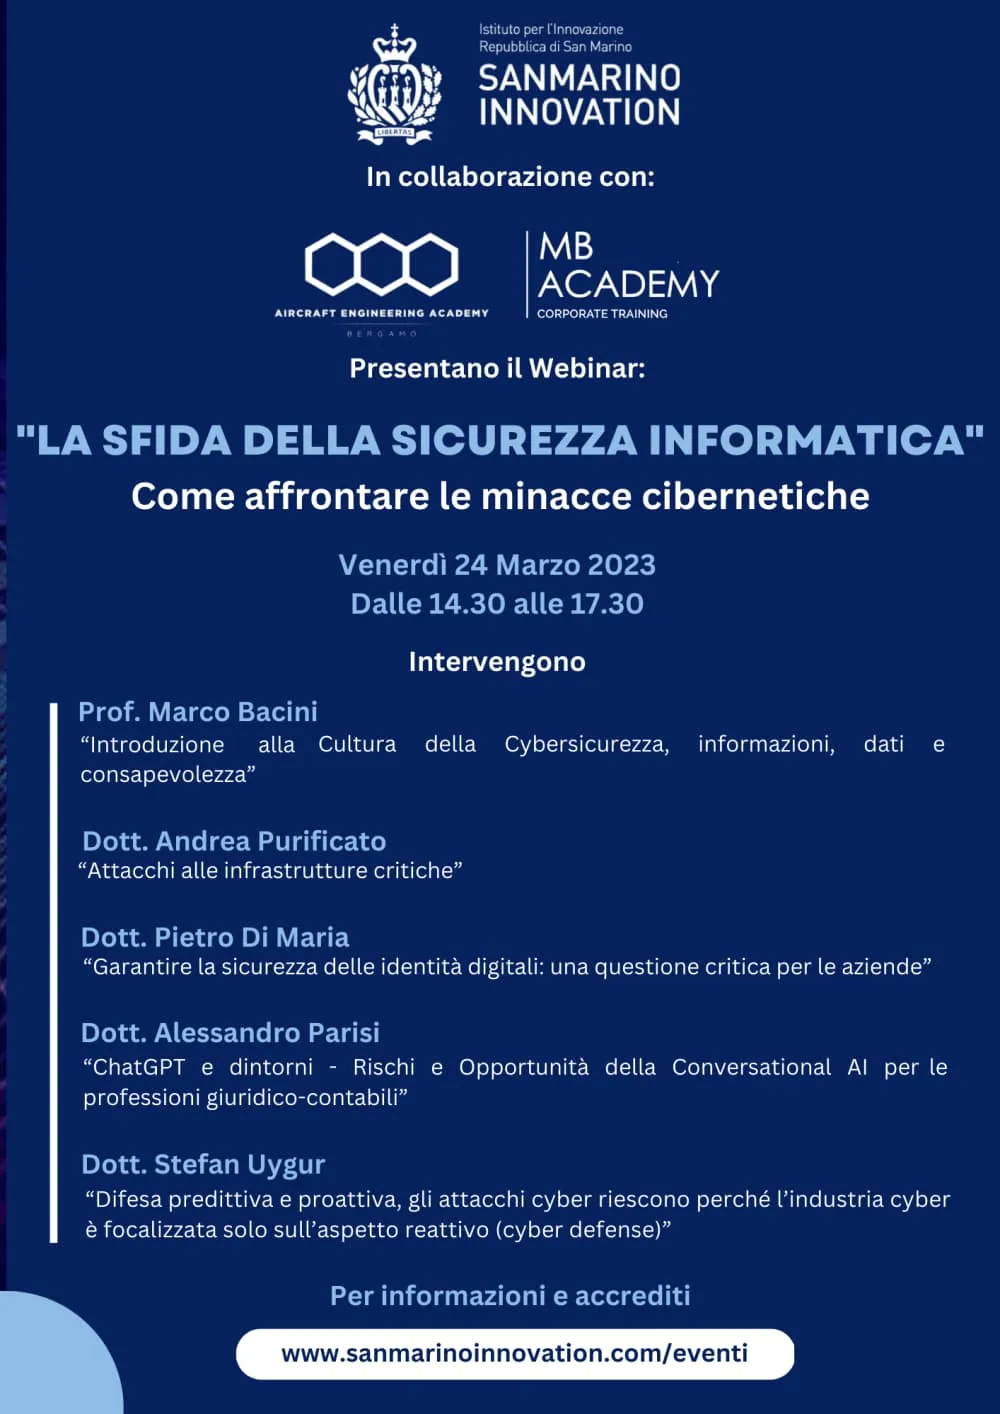 Istituto per l'Innovazione
Repubblica di San Marino
SANMARINO
INNOVATION
LIBERTAS
In collaborazione con:
AIRCRAFT ENGINEERING ACADEMY
BERGAMO
MB
ACADEMY
CORPORATE TRAINING
Presentano il Webinar:
"LA SFIDA DELLA SICUREZZA INFORMATICA"
Come affrontare le minacce cibernetiche
Venerdì 24 Marzo 2023
Dalle 14.30 alle 17.30
Intervengono
Prof. Marco Bacini
“Introduzione alla Cultura della Cybersicurezza, informazioni, dati e
consapevolezza”
Dott. Andrea Purificato
“Attacchi alle infrastrutture critiche”
Dott. Pietro Di Maria
“Garantire la sicurezza delle identità digitali: una questione critica per le aziende”
Dott. Alessandro Parisi
“ChatGPT e dintorni - Rischi e Opportunità della Conversational AI per le
professioni giuridico-contabili”
Dott. Stefan Uygur
“Difesa predittiva e proattiva, gli attacchi cyber riescono perché l’industria cyber
è focalizzata solo sull’aspetto reattivo (cyber defense)”
Per informazioni e accrediti
www.sanmarinoinnovation.com/eventi